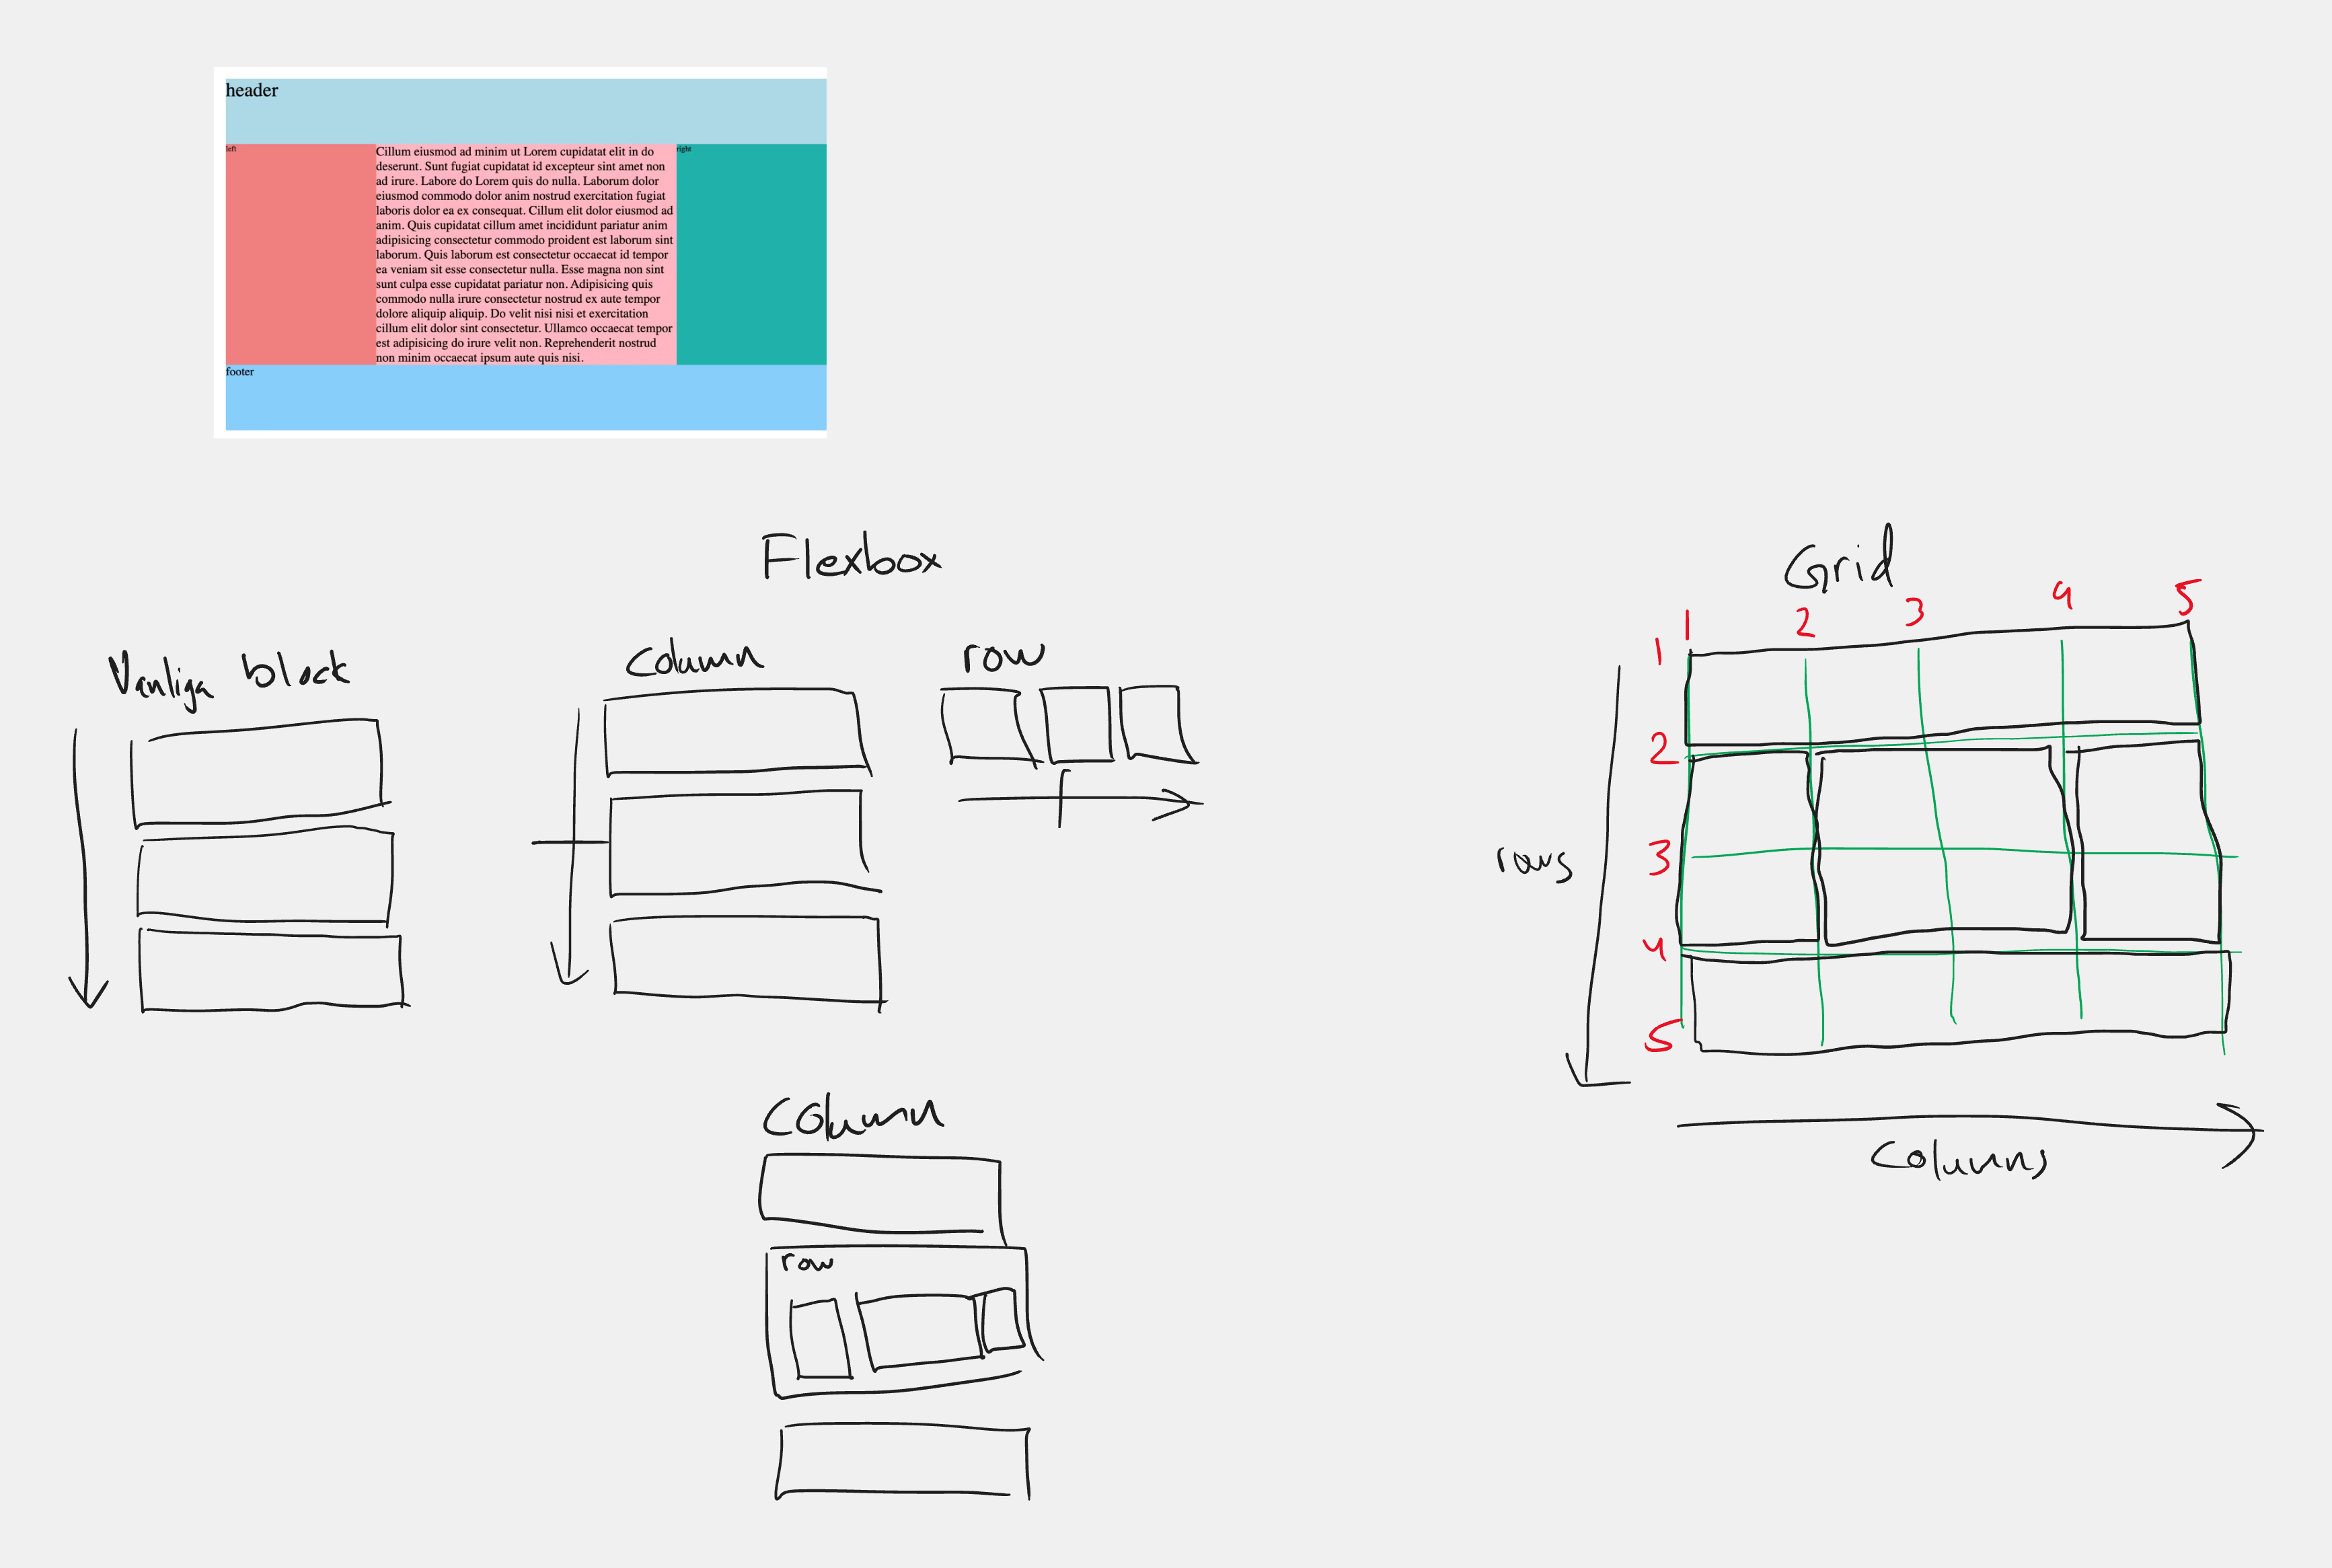 header
left
Cillum eiusmod ad minim ut Lorem cupidatat elit in do
deserunt. Sunt fugiat cupidatat id excepteur sint amet non
ad irure. Labore do Lorem quis do nulla. Laborum dolor
eiusmod commodo dolor anim nostrud exercitation fugiat
laboris dolor ea ex consequat. Cillum elit dolor eiusmod ad
anim. Quis cupidatat cillum amet incididunt pariatur anim
adipisicing consectetur commodo proident est laborum sint
laborum. Quis laborum est consectetur occaecat id tempor
ea veniam sit esse consectetur nulla. Esse magna non sint
sunt culpa esse cupidatat pariatur non. Adipisicing quis
commodo nulla irure consectetur nostrud ex aute tempor
dolore aliquip aliquip. Do velit nisi nisi et exercitation
cillum elit dolor sint consectetur. Ullamco occaecat tempor
est adipisicing do irure velit non. Reprehenderit nostrud
non minim occaecat ipsum aute quis nisi.
right
footer
Vanliga block
Flexbox
Column
row
Column
row
Grid
1 2 3 4 5
1
2
3
4
5
rows
Columns